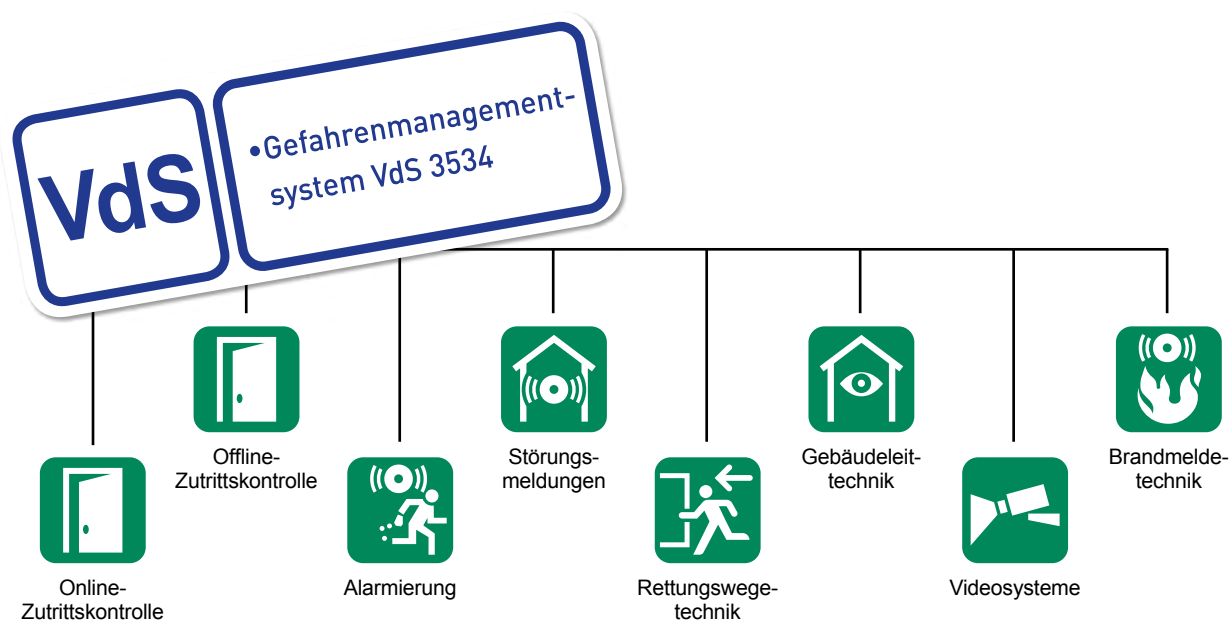 VdS
•Gefahrenmanagement-
system VdS 3534
Offline-
Zutrittskontrolle
Störungs-
meldungen
Gebäudeleit-
technik
Brandmelde-
technik
Online-
Zutrittskontrolle
Alarmierung
Rettungswege-
technik
Videosysteme